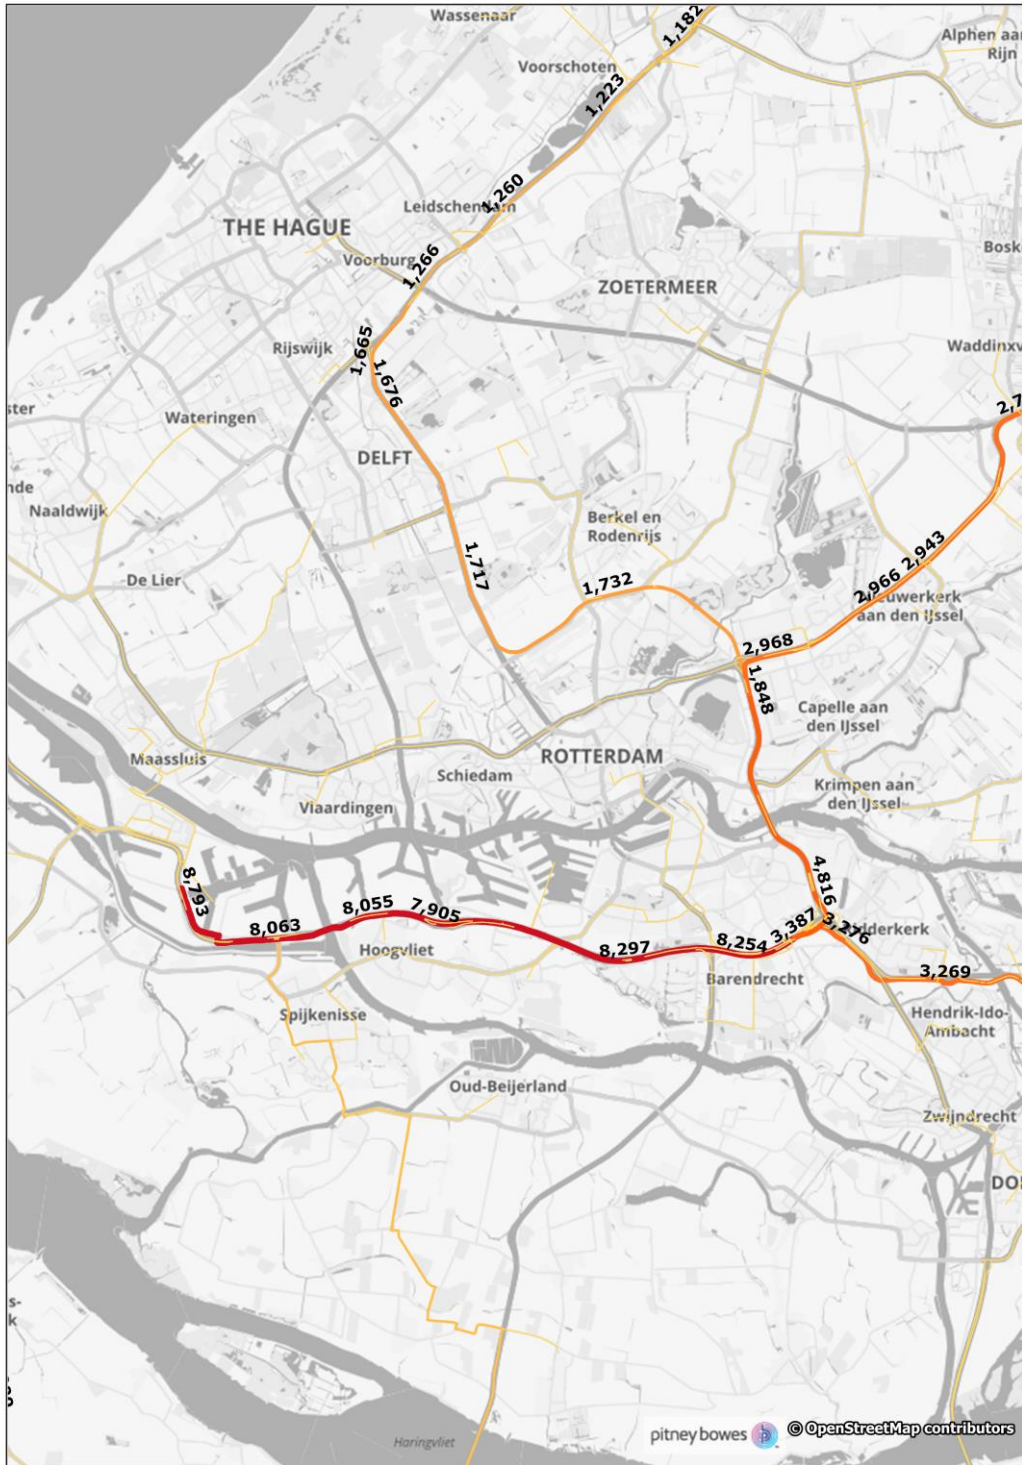 Wassenaar
1,182
Alphen aan
Rijn
Voorschoten
1,223
1,260
Leidschendam
THE HAGUE
Voorburg
1,266
Bosk
ZOETERMEER
1,665
Rijswijk
Waddinxv
1,676
2,7
ster
Wateringen
DELFT
nde
Naaldwijk
Berkel en
Rodenrijs
2,943
1,717
De Lier
1,732
2,966
euwerkerk
aan den IJssel
2,968
1,848
Capelle aan
den IJssel
Maassluis
ROTTERDAM
Schiedam
Vlaardingen
Krimpen aan
den IJssel
4,816
8,793
8,055
7,905
8,063
3,387
3,276
idderkerk
Hoogvliet
8,297
8,254
3,269
Barendrecht
Spijkenisse
Hendrik-Ido-
Ambacht
Oud-Beijerland
Zwijndrecht
DO
s-
k
Haringvliet
pitney bowes
© OpenStreetMap contributors